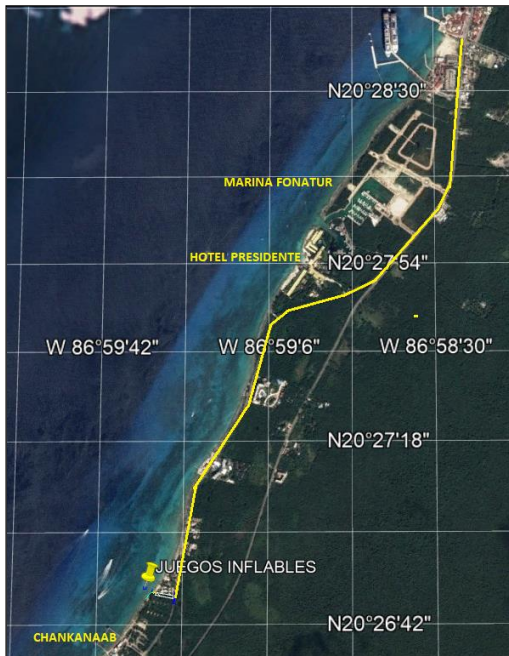 N20°28'30"
MARINA FONATUR
HOTEL PRESIDENTE
N20°27'54"
W 86°59'42" W 86°59'6" W 86°58'30"
N20°27'18"
JUEGOS INFLABLES
N20°26'42"
CHANKANAAB